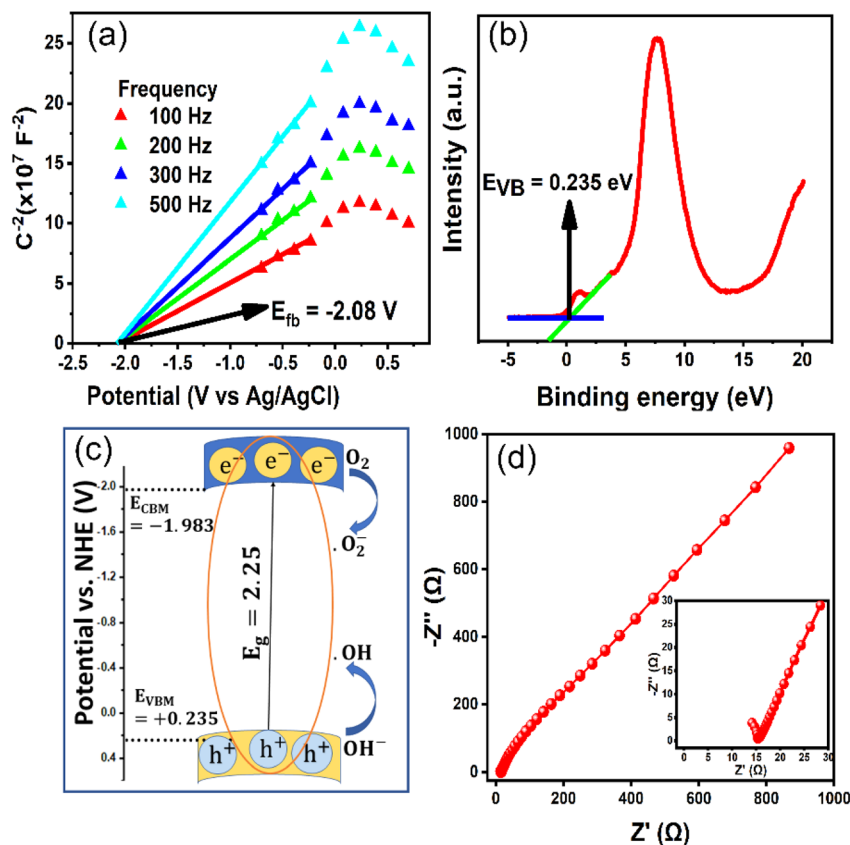 (a)
C⁻²(x10⁷ F⁻²)
25
20
15
10
5
0
Frequency
100 Hz
200 Hz
300 Hz
500 Hz
E_fb = -2.08 V
-2.5 -2.0 -1.5 -1.0 -0.5 0.0 0.5
Potential (V vs Ag/AgCl)
(b)
Intensity (a.u.)
E_VB = 0.235 eV
-5 0 5 10 15 20
Binding energy (eV)
(c)
Potential vs. NHE (V)
-2.0
-1.6
-1.2
-0.8
-0.4
0.0
0.4
E_CBM
= −1.983
E_VBM
= +0.235
e⁻ e⁻ e⁻
O₂
. O₂⁻
E_g = 2.25
. OH
OH⁻
h⁺ h⁺ h⁺
(d)
-Z'' (Ω)
1000
800
600
400
200
0
0 200 400 600 800 1000
Z' (Ω)
-Z'' (Ω)
30
25
20
15
10
5
0
0 5 10 15 20 25 30
Z' (Ω)